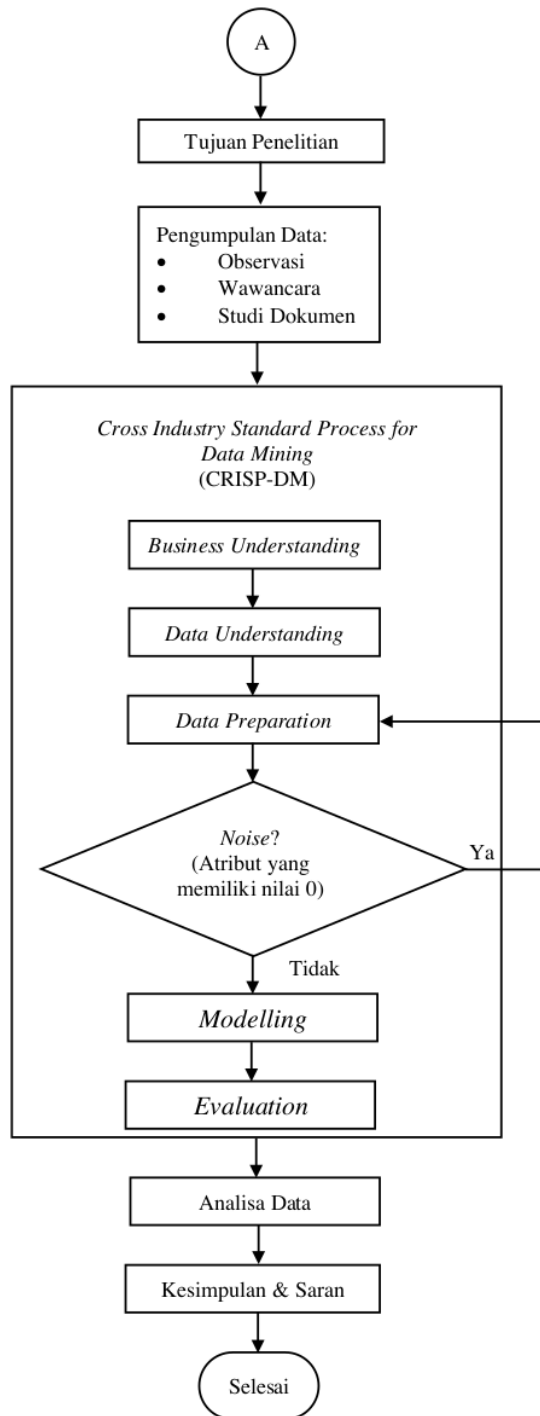 A
Tujuan Penelitian
Pengumpulan Data:
• Observasi
• Wawancara
• Studi Dokumen
Cross Industry Standard Process for
Data Mining
(CRISP-DM)
Business Understanding
Data Understanding
Data Preparation
Noise?
(Atribut yang
memiliki nilai 0)
Ya
Tidak
Modelling
Evaluation
Analisa Data
Kesimpulan & Saran
Selesai